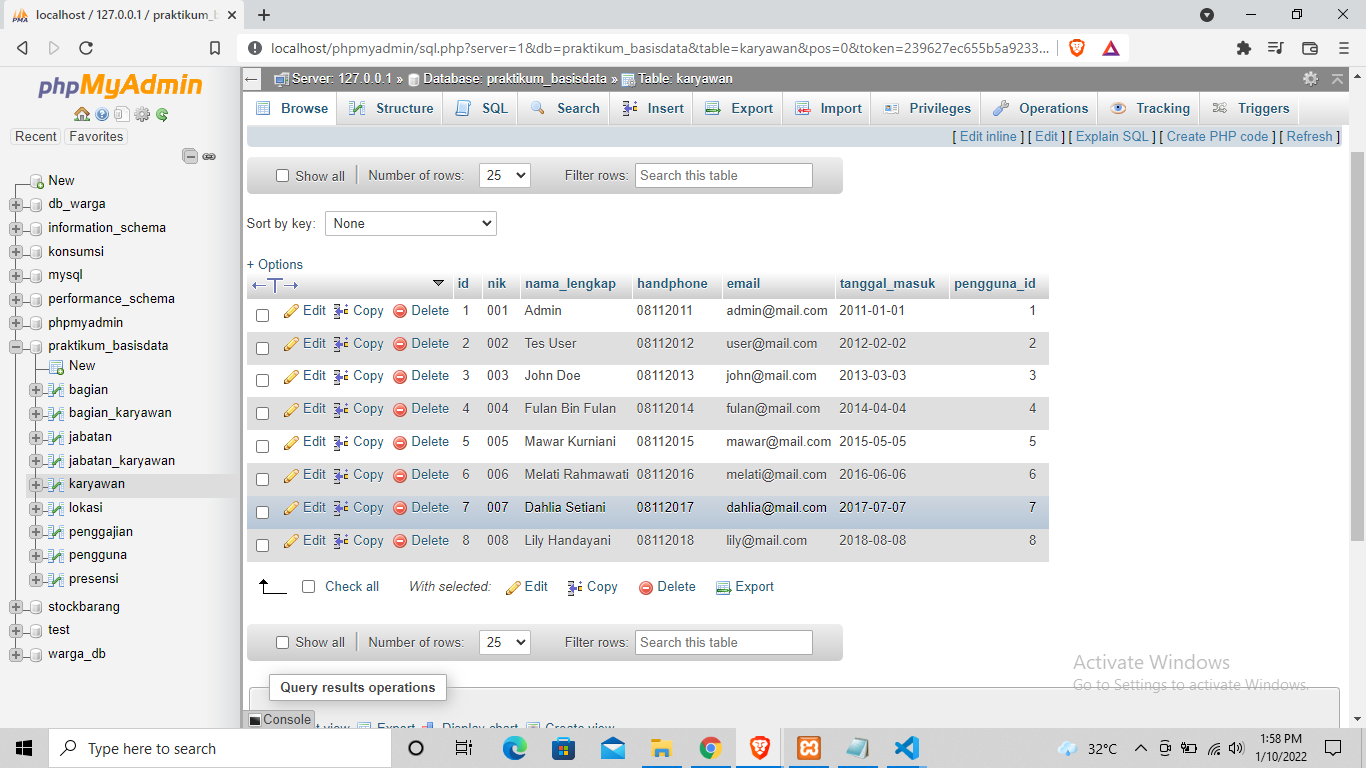 localhost / 127.0.0.1 / praktikum_b
localhost/phpmyadmin/sql.php?server=1&db=praktikum_basisdata&table=karyawan&pos=0&token=239627ec655b5a9233...
phpMyAdmin
Recent Favorites
New
db_warga
information_schema
konsumsi
mysql
performance_schema
phpmyadmin
praktikum_basisdata
New
bagian
bagian_karyawan
jabatan
jabatan_karyawan
karyawan
lokasi
penggajian
pengguna
presensi
stockbarang
test
warga_db
Server: 127.0.0.1 » Database: praktikum_basisdata » Table: karyawan
Browse Structure SQL Search Insert Export Import Privileges Operations Tracking Triggers
[ Edit inline ] [ Edit ] [ Explain SQL ] [ Create PHP code ] [ Refresh ]
Show all Number of rows: 25 Filter rows: Search this table
Sort by key: None
+ Options
id nik nama_lengkap handphone email tanggal_masuk pengguna_id
Edit Copy Delete 1 001 Admin 08112011 admin@mail.com 2011-01-01 1
Edit Copy Delete 2 002 Tes User 08112012 user@mail.com 2012-02-02 2
Edit Copy Delete 3 003 John Doe 08112013 john@mail.com 2013-03-03 3
Edit Copy Delete 4 004 Fulan Bin Fulan 08112014 fulan@mail.com 2014-04-04 4
Edit Copy Delete 5 005 Mawar Kurniani 08112015 mawar@mail.com 2015-05-05 5
Edit Copy Delete 6 006 Melati Rahmawati 08112016 melati@mail.com 2016-06-06 6
Edit Copy Delete 7 007 Dahlia Setiani 08112017 dahlia@mail.com 2017-07-07 7
Edit Copy Delete 8 008 Lily Handayani 08112018 lily@mail.com 2018-08-08 8
Check all With selected: Edit Copy Delete Export
Show all Number of rows: 25 Filter rows: Search this table
Query results operations
Console
view Export Display chart Create view
Activate Windows
Go to Settings to activate Windows.
Type here to search
32°C
1:58 PM
1/10/2022